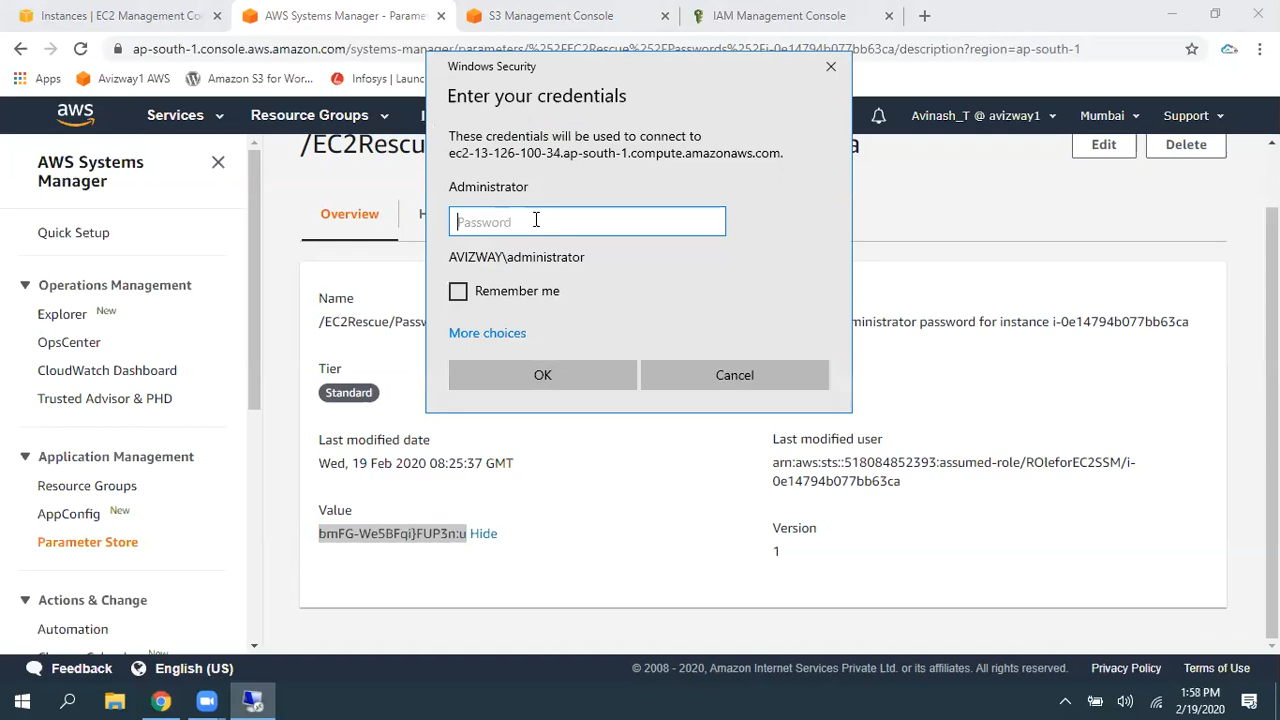 Instances | EC2 Management Co
AWS Systems Manager - Parame
S3 Management Console
IAM Management Console
ap-south-1.console.aws.amazon.com/systems-manager/parameters/%252FEC2Rescue%252FPasswords%252Fi-0e14794b077bb63ca/description?region=ap-south-1
Apps
Avizway1 AWS
Amazon S3 for Wor...
Infosys | Launc
aws
Services
Resource Groups
Avinash_T @ avizway1
Mumbai
Support
Windows Security
Enter your credentials
These credentials will be used to connect to
ec2-13-126-100-34.ap-south-1.compute.amazonaws.com.
Administrator
Password
AVIZWAY\administrator
Remember me
More choices
OK
Cancel
AWS Systems
Manager
Quick Setup
Operations Management
Explorer New
OpsCenter
CloudWatch Dashboard
Trusted Advisor & PHD
Application Management
Resource Groups
AppConfig New
Parameter Store
Actions & Change
Automation
/EC2Rescu
a
Edit
Delete
Overview
H
Name
/EC2Rescue/Passw
ministrator password for instance i-0e14794b077bb63ca
Tier
Standard
Last modified date
Wed, 19 Feb 2020 08:25:37 GMT
Last modified user
arn:aws:sts::518084852393:assumed-role/ROleforEC2SSM/i-
0e14794b077bb63ca
Value
bmFG-We5BFqi}FUP3n:u Hide
Version
1
Feedback
English (US)
© 2008 - 2020, Amazon Internet Services Private Ltd. or its affiliates. All rights reserved.
Privacy Policy
Terms of Use
1:58 PM
2/19/2020